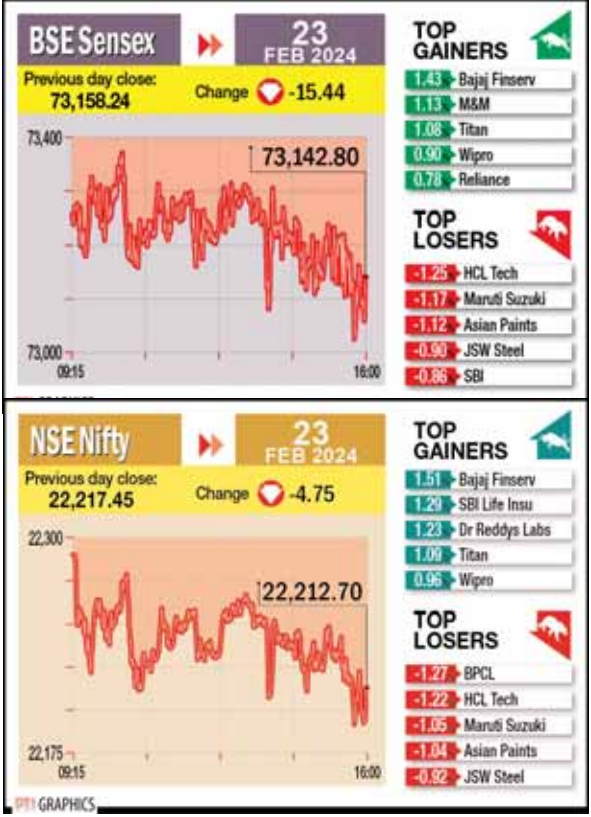 BSE Sensex
23
FEB 2024
Previous day close:
73,158.24
Change -15.44
73,400
73,142.80
73,000
09:15
16:00
TOP
GAINERS
1.43 Bajaj Finserv
1.13 M&M
1.08 Titan
0.90 Wipro
0.78 Reliance
TOP
LOSERS
-1.25 HCL Tech
-1.17 Maruti Suzuki
-1.12 Asian Paints
-0.90 JSW Steel
-0.86 SBI
NSE Nifty
23
FEB 2024
Previous day close:
22,217.45
Change -4.75
22,300
22,212.70
22,175
09:15
16:00
TOP
GAINERS
1.51 Bajaj Finserv
1.29 SBI Life Insu
1.23 Dr Reddys Labs
1.09 Titan
0.96 Wipro
TOP
LOSERS
-1.27 BPCL
-1.22 HCL Tech
-1.05 Maruti Suzuki
-1.04 Asian Paints
-0.92 JSW Steel
PTI GRAPHICS